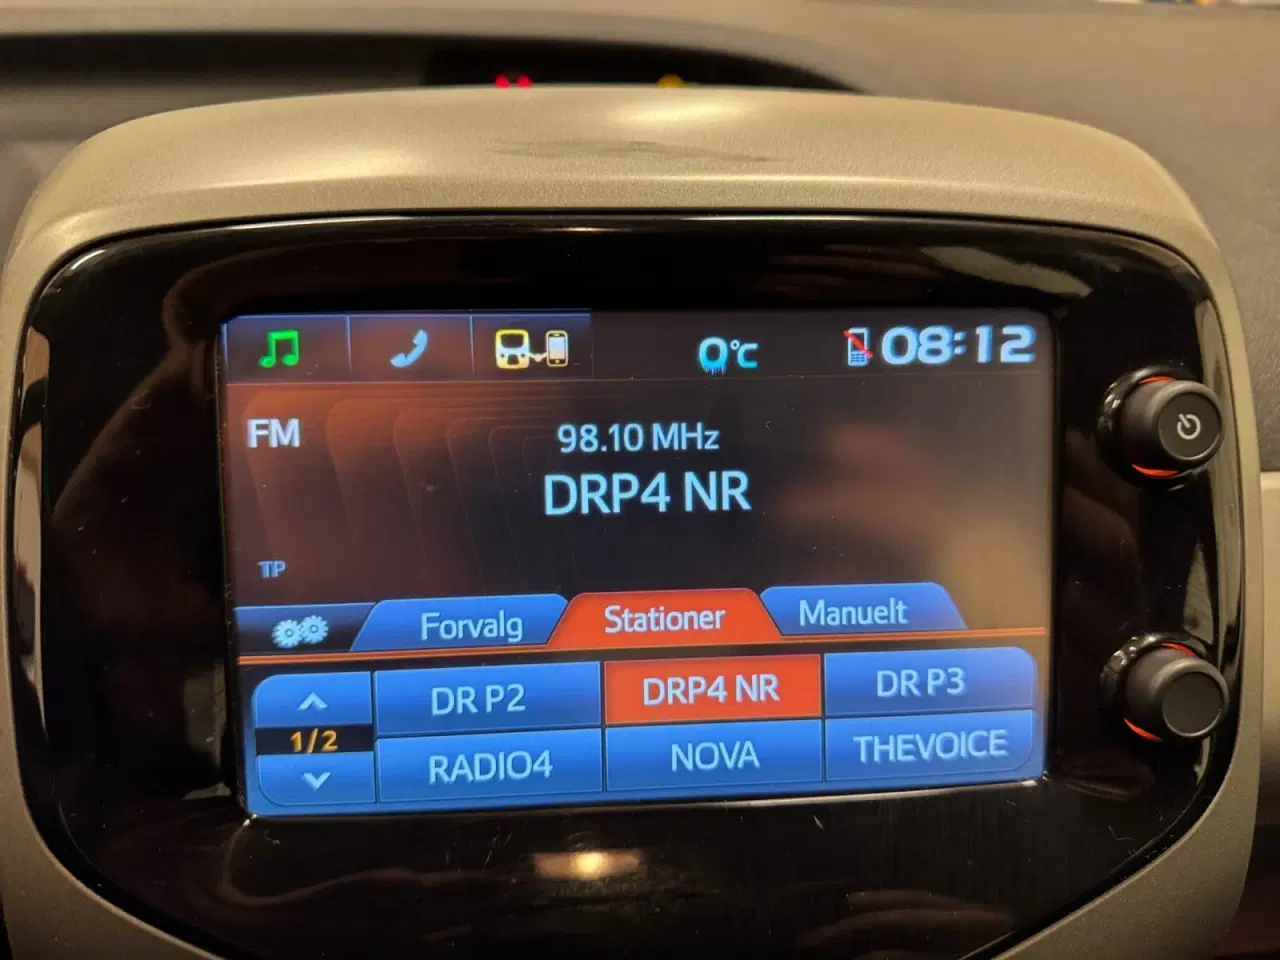 0°C 08:12
FM
98.10 MHz
DRP4 NR
TP
Forvalg Stationer Manuelt
DR P2 DRP4 NR DR P3
1/2
RADIO4 NOVA THEVOICE